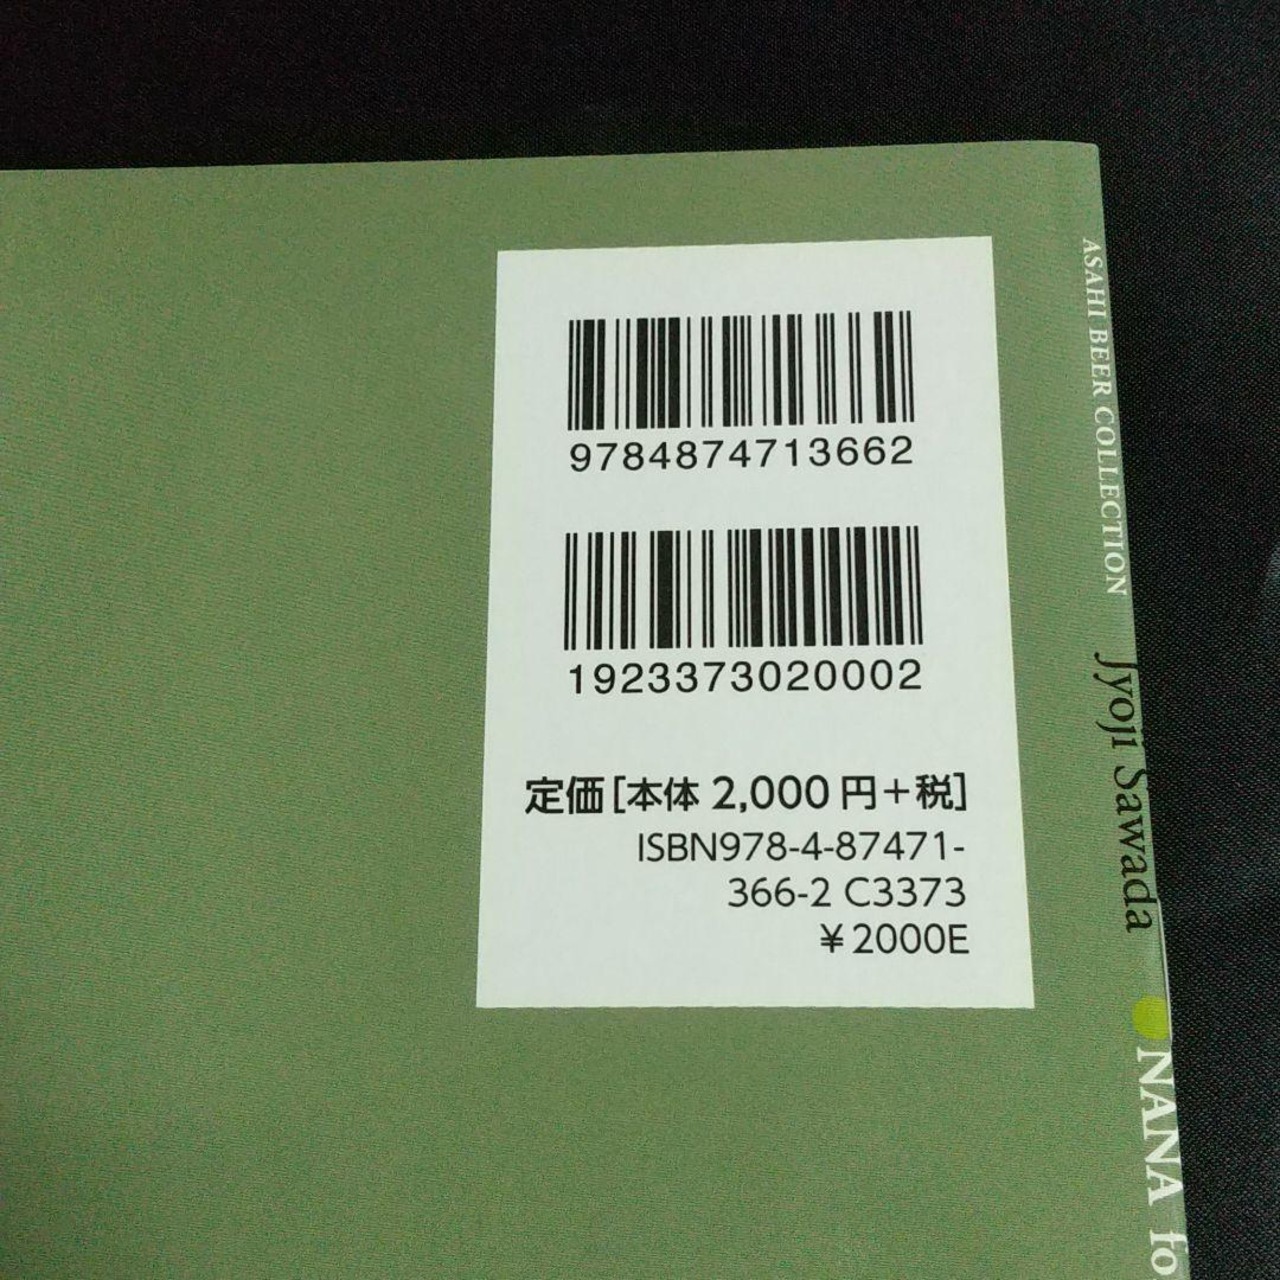 9784874713662
1923373020002
定価[本体 2,000 円+税]
ISBN978-4-87471-
366-2 C3373
¥2000E
ASAHI BEER COLLECTION Jyoji Sawada ●NANA fo